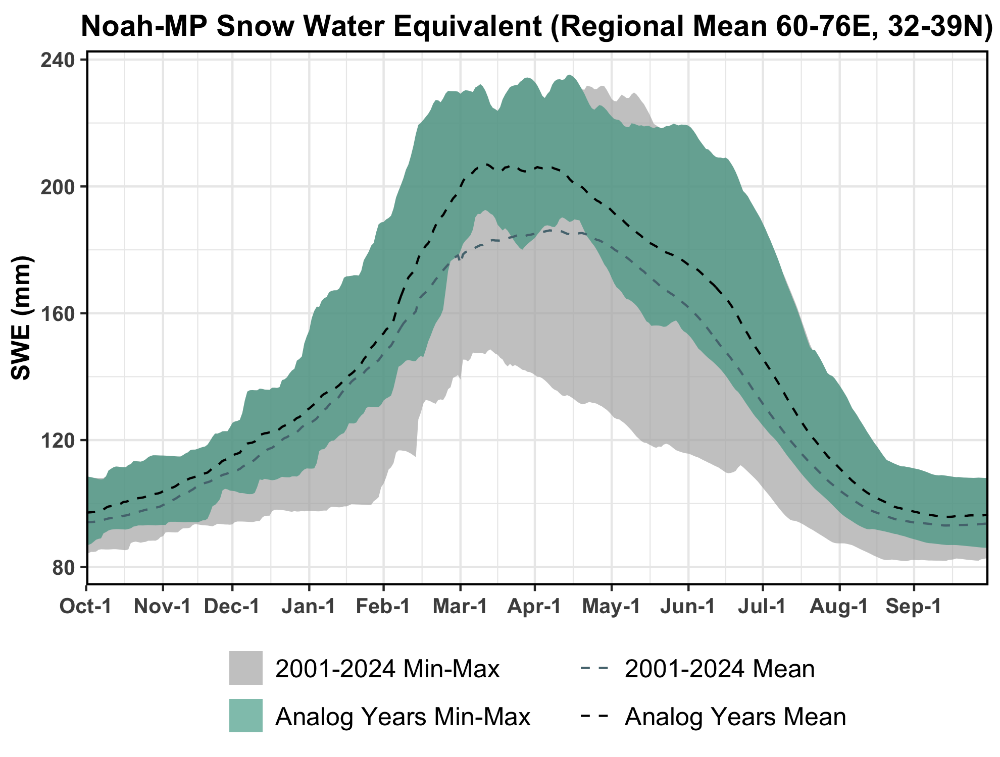 Noah-MP Snow Water Equivalent (Regional Mean 60-76E, 32-39N)
SWE (mm)
240
200
160
120
80
Oct-1 Nov-1 Dec-1 Jan-1 Feb-1 Mar-1 Apr-1 May-1 Jun-1 Jul-1 Aug-1 Sep-1
2001-2024 Min-Max
2001-2024 Mean
Analog Years Min-Max
Analog Years Mean